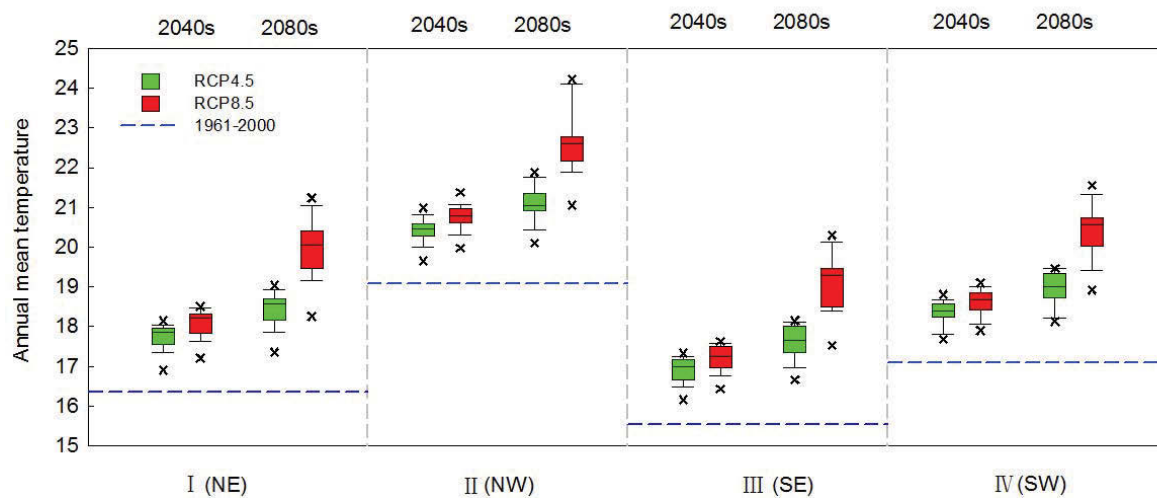 2040s 2080s 2040s 2080s 2040s 2080s 2040s 2080s
Annual mean temperature
25
24
23
22
21
20
19
18
17
16
15
RCP4.5
RCP8.5
1961-2000
Ⅰ (NE) Ⅱ (NW) Ⅲ (SE) Ⅳ (SW)